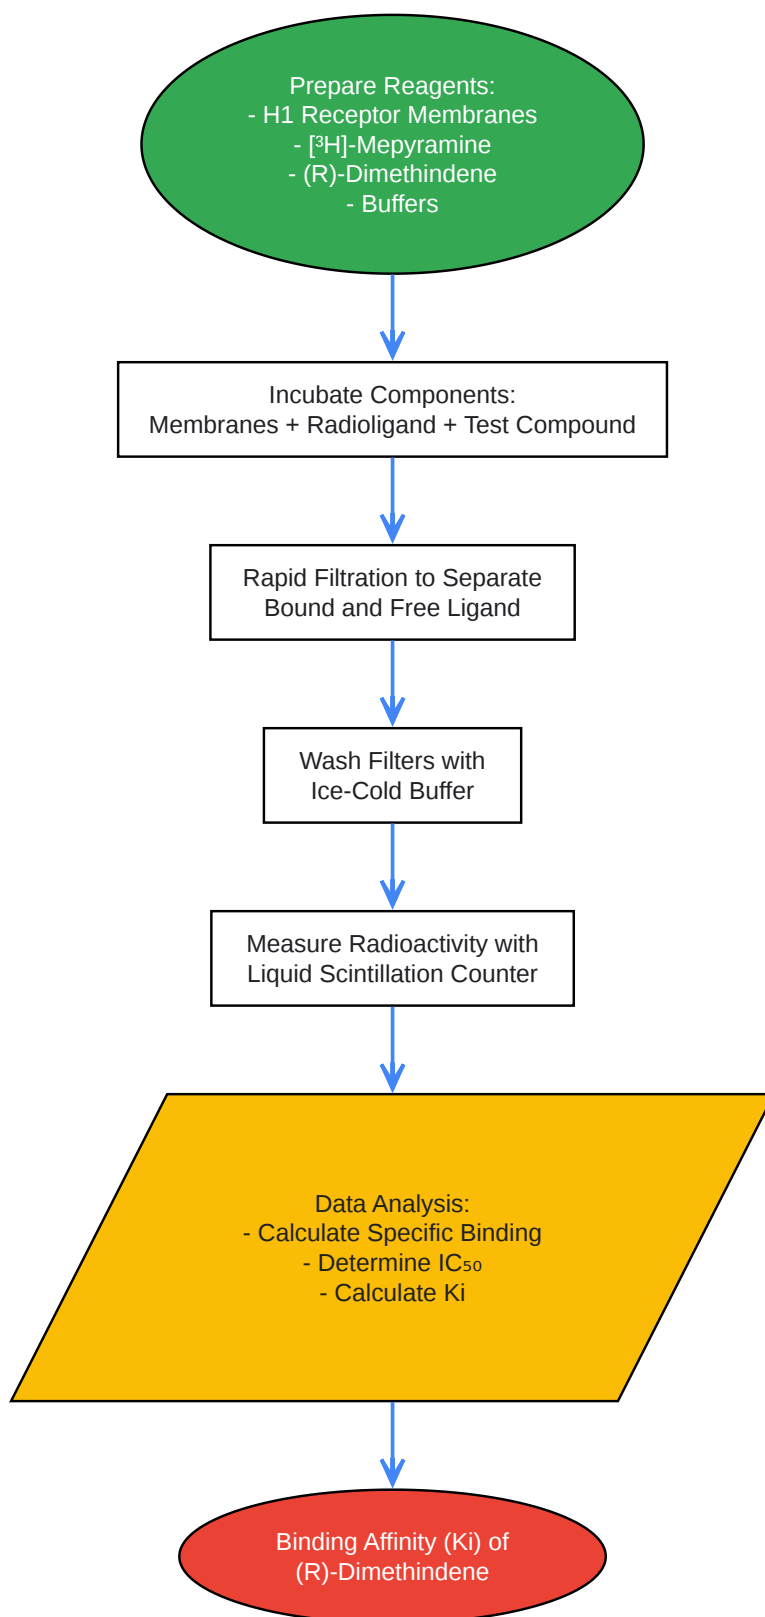 Prepare Reagents:
- H1 Receptor Membranes
- [³H]-Mepyramine
- (R)-Dimethindene
- Buffers
Incubate Components:
Membranes + Radioligand + Test Compound
Rapid Filtration to Separate
Bound and Free Ligand
Wash Filters with
Ice-Cold Buffer
Measure Radioactivity with
Liquid Scintillation Counter
Data Analysis:
- Calculate Specific Binding
- Determine IC₅₀
- Calculate Ki
Binding Affinity (Ki) of
(R)-Dimethindene